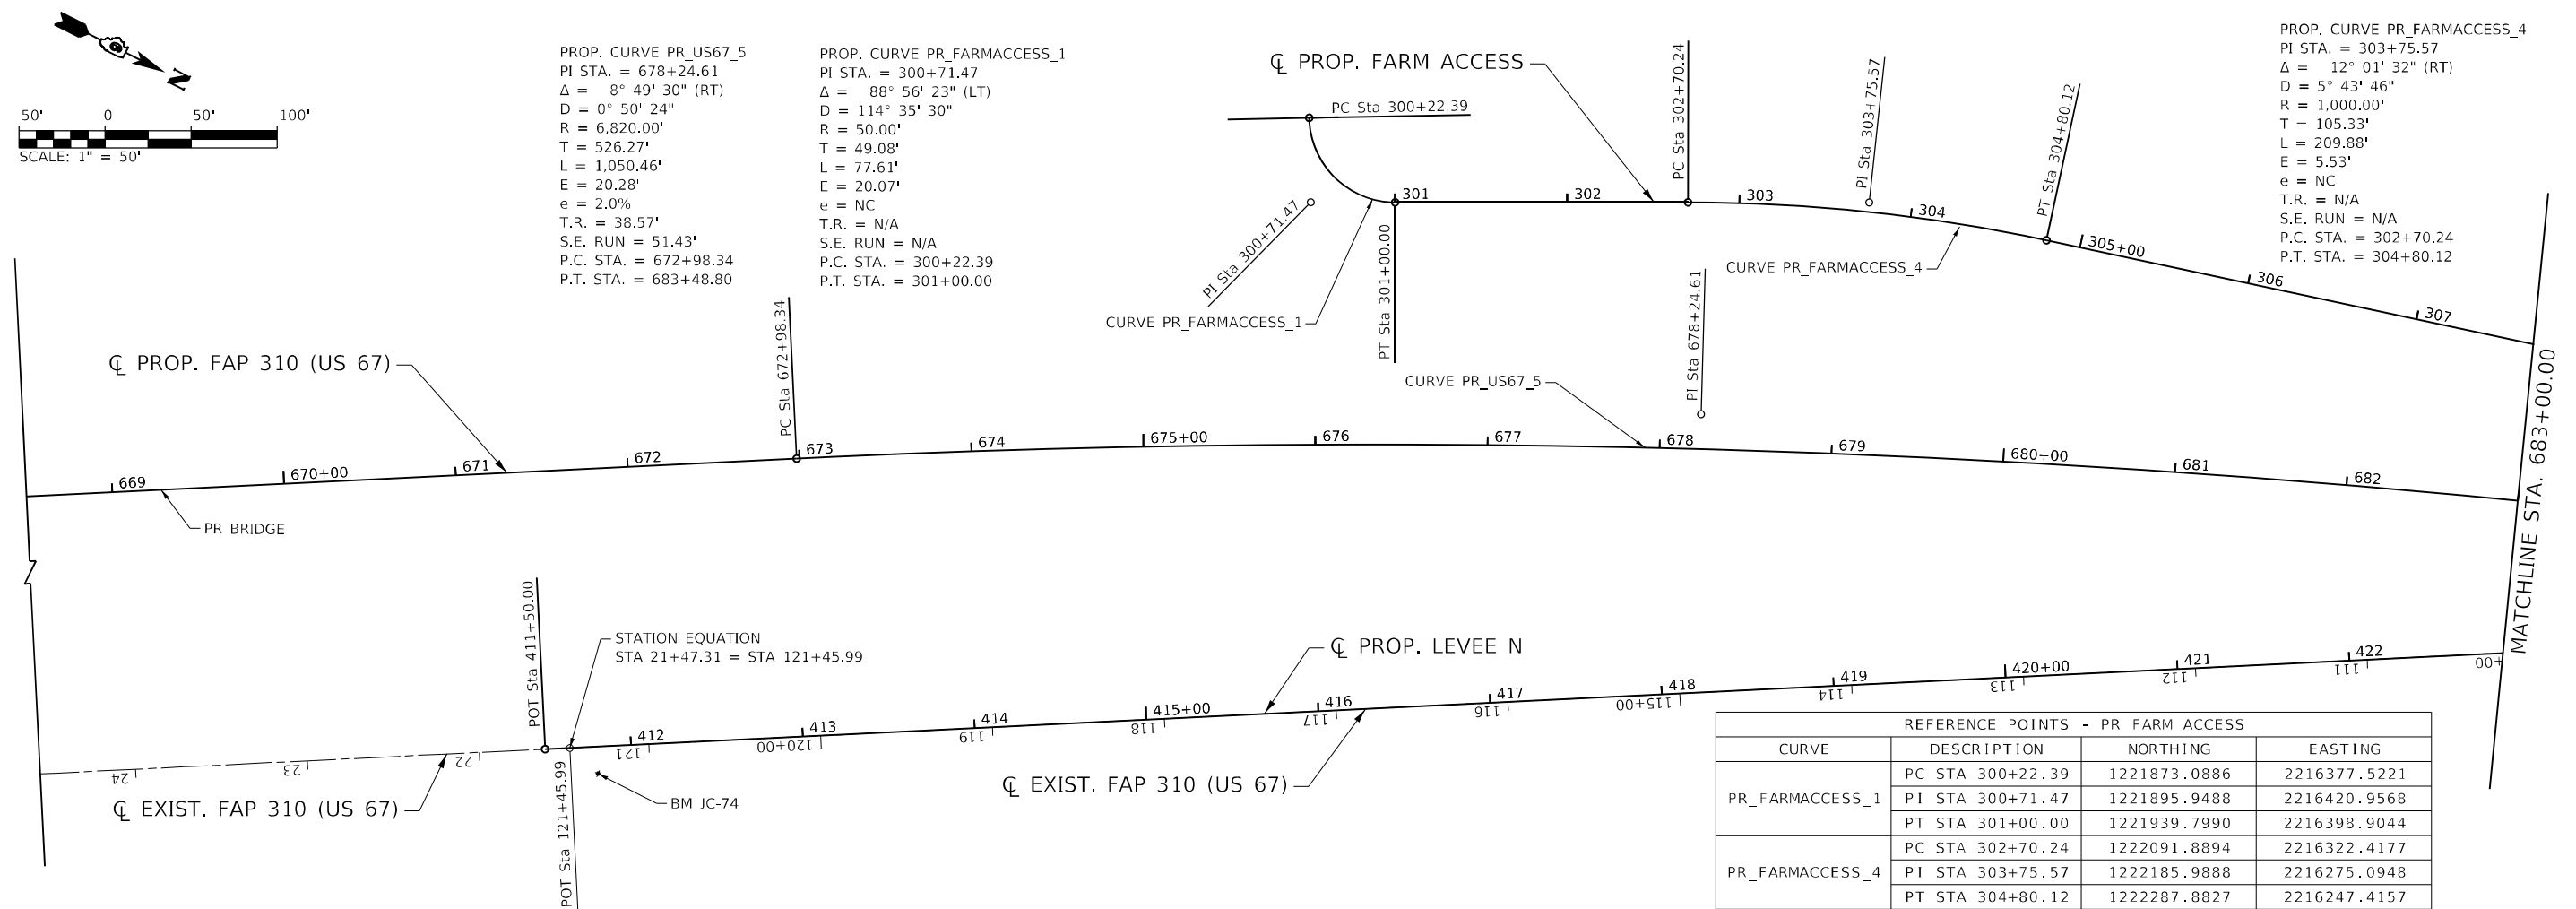 N
50' 0 50' 100'
SCALE: 1" = 50'
PROP. CURVE PR_US67_5
PI STA. = 678+24.61
Δ = 8° 49' 30" (RT)
D = 0° 50' 24"
R = 6,820.00'
T = 526.27'
L = 1,050.46'
E = 20.28'
e = 2.0%
T.R. = 38.57'
S.E. RUN = 51.43'
P.C. STA. = 672+98.34
P.T. STA. = 683+48.80
PROP. CURVE PR_FARMACCESS_1
PI STA. = 300+71.47
Δ = 88° 56' 23" (LT)
D = 114° 35' 30"
R = 50.00'
T = 49.08'
L = 77.61'
E = 20.07'
e = NC
T.R. = N/A
S.E. RUN = N/A
P.C. STA. = 300+22.39
P.T. STA. = 301+00.00
℄ PROP. FARM ACCESS
PC Sta 300+22.39
PC Sta 302+70.24
PI Sta 303+75.57
PT Sta 304+80.12
PROP. CURVE PR_FARMACCESS_4
PI STA. = 303+75.57
Δ = 12° 01' 32" (RT)
D = 5° 43' 46"
R = 1,000.00'
T = 105.33'
L = 209.88'
E = 5.53'
e = NC
T.R. = N/A
S.E. RUN = N/A
P.C. STA. = 302+70.24
P.T. STA. = 304+80.12
301 302 303 304 305+00 306 307
PI Sta 300+71.47
PT Sta 301+00.00
CURVE PR_FARMACCESS_1
CURVE PR_FARMACCESS_4
PI Sta 678+24.61
CURVE PR_US67_5
℄ PROP. FAP 310 (US 67)
PC Sta 672+98.34
669 670+00 671 672 673 674 675+00 676 677 678 679 680+00 681 682
PR BRIDGE
MATCHLINE STA. 683+00.00
POT Sta 411+50.00
STATION EQUATION
STA 21+47.31 = STA 121+45.99
℄ PROP. LEVEE N
412 413 414 415+00 416 417 418 419 420+00 421 422
24 23 22 121 120+00 119 118 117 116 115+00 114 113 112 111 +00
POT Sta 121+45.99
BM JC-74
℄ EXIST. FAP 310 (US 67)
℄ EXIST. FAP 310 (US 67)
REFERENCE POINTS - PR FARM ACCESS
CURVE DESCRIPTION NORTHING EASTING
PR_FARMACCESS_1
PC STA 300+22.39 1221873.0886 2216377.5221
PI STA 300+71.47 1221895.9488 2216420.9568
PT STA 301+00.00 1221939.7990 2216398.9044
PR_FARMACCESS_4
PC STA 302+70.24 1222091.8894 2216322.4177
PI STA 303+75.57 1222185.9888 2216275.0948
PT STA 304+80.12 1222287.8827 2216247.4157